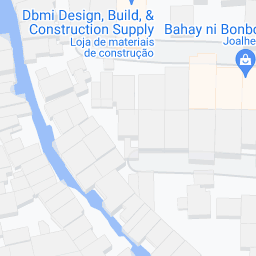 Dbmi Design, Build, &
Construction Supply
Loja de materiais
de construção
Bahay ni Bonbo
Joalhe